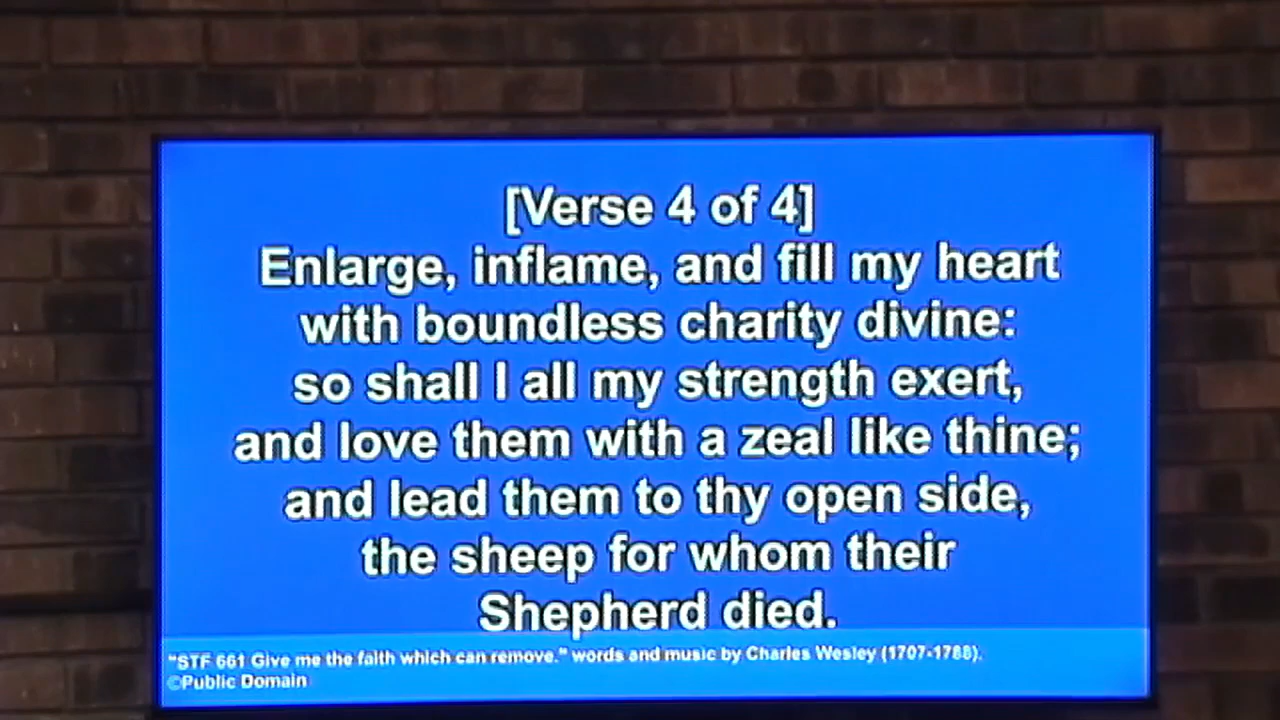 [Verse 4 of 4]
Enlarge, inflame, and fill my heart
with boundless charity divine:
so shall I all my strength exert,
and love them with a zeal like thine;
and lead them to thy open side,
the sheep for whom their
Shepherd died.
"STF 661 Give me the faith which can remove." words and music by Charles Wesley (1707-1788).
©Public Domain